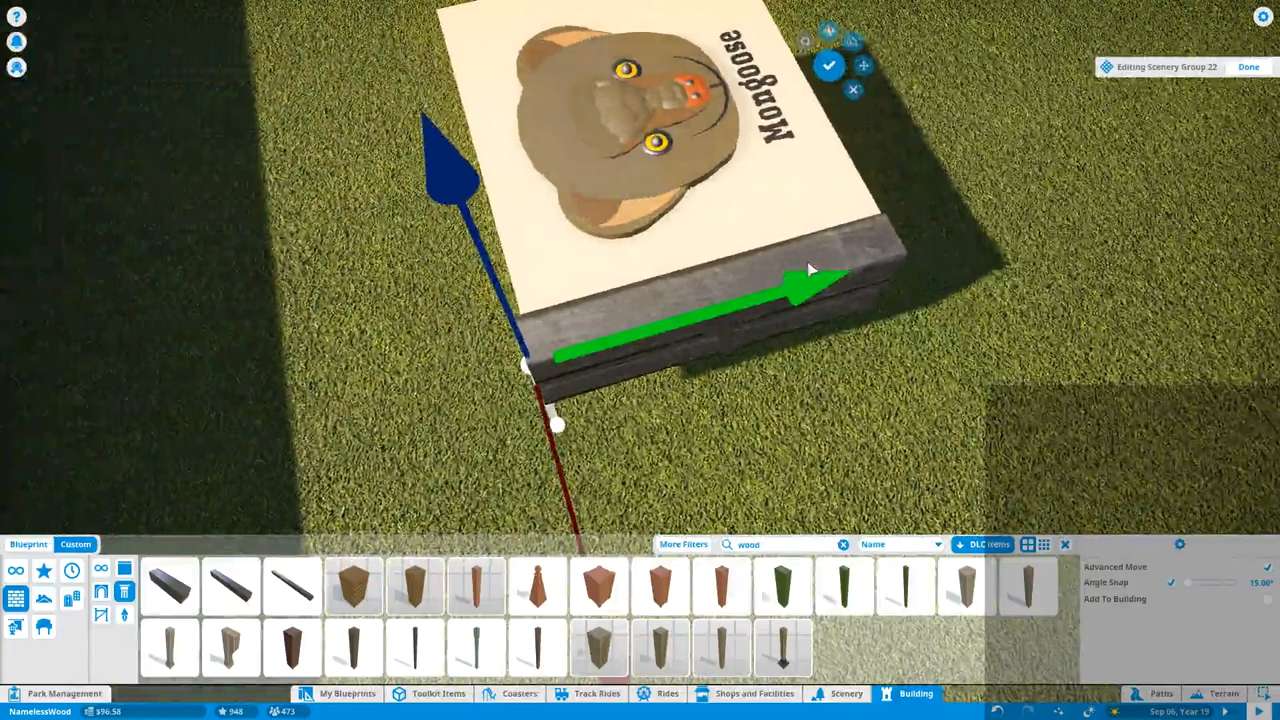 Mongoose
Editing Scenery Group 22
Done
Blueprint
Custom
More Filters
wood
Name
DLC Items
Advanced Move
Angle Snap
15.00°
Add To Building
Park Management
My Blueprints
Toolkit Items
Coasters
Track Rides
Rides
Shops and Facilities
Scenery
Building
Paths
Terrain
NamelessWood
$96.58
948
473
Sep 06, Year 19